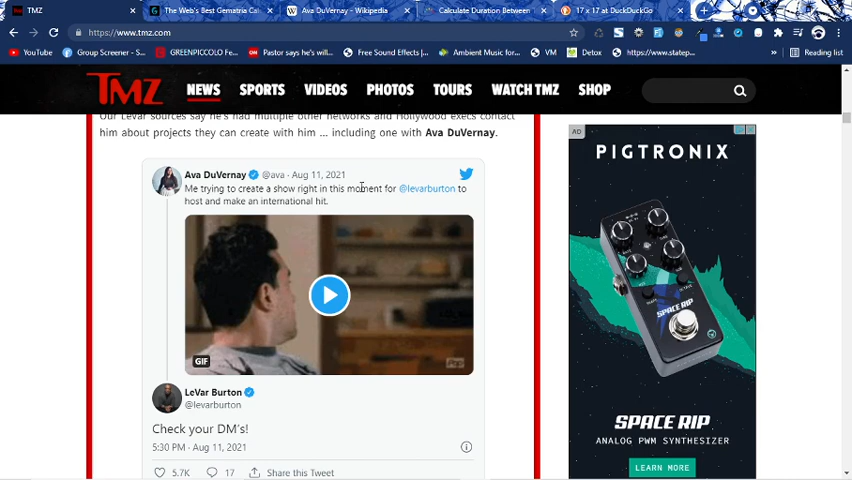 TMZ
The Web's Best Gematria Cal
Ava DuVernay - Wikipedia
Calculate Duration Between
17 x 17 at DuckDuckGo
https://www.tmz.com
YouTube
Group Screener - S...
GREENPICCOLO F...
Pastor says he's will...
Free Sound Effects |...
Ambient Music for...
VM
Detox
https://www.statep...
Reading list
TMZ
NEWS
SPORTS
VIDEOS
PHOTOS
TOURS
WATCH TMZ
SHOP
Our LeVar sources say he's had multiple other networks and Hollywood execs contact
him about projects they can create with him ... including one with Ava DuVernay.
Ava DuVernay @ava · Aug 11, 2021
Me trying to create a show right in this moment for @levarburton to
host and make an international hit.
GIF
LeVar Burton
@levarburton
Check your DM's!
5:30 PM · Aug 11, 2021
5.7K
17
Share this Tweet
AD
PIGTRONIX
SPACE RIP
SPACE RIP
ANALOG PWM SYNTHESIZER
LEARN MORE